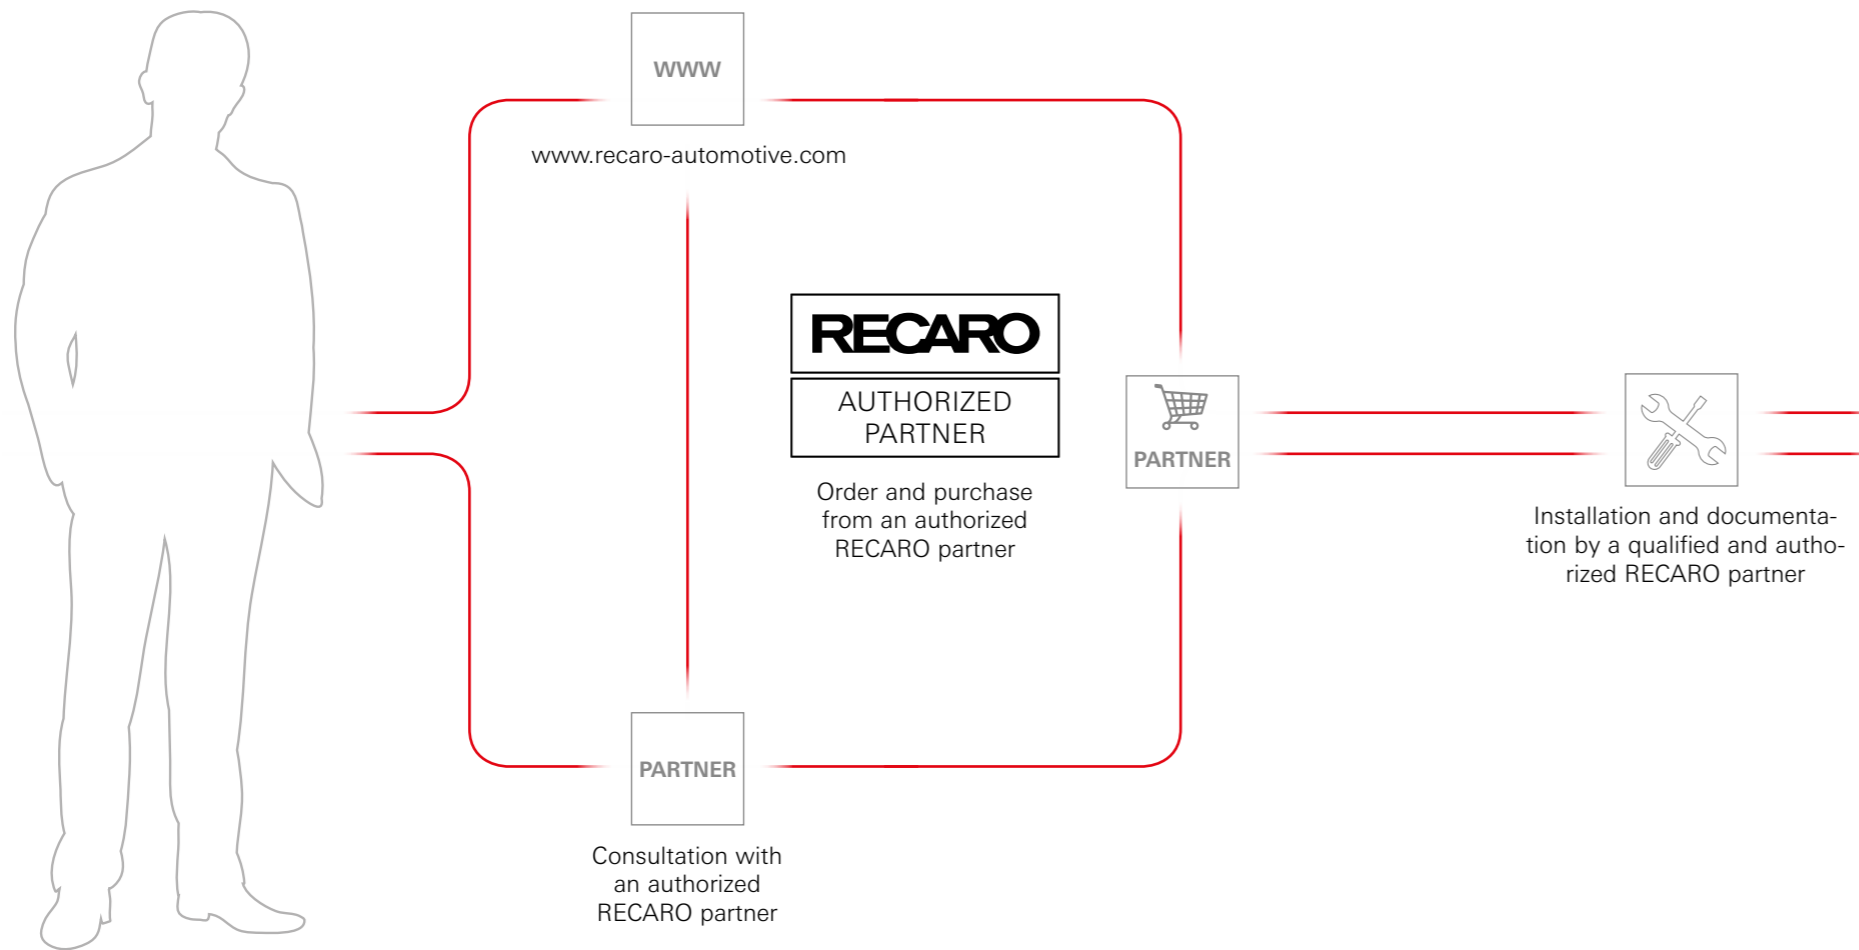 WWW
www.recaro-automotive.com
RECARO
AUTHORIZED
PARTNER
Order and purchase
from an authorized
RECARO partner
PARTNER
Installation and documenta-
tion by a qualified and autho-
rized RECARO partner
PARTNER
Consultation with
an authorized
RECARO partner